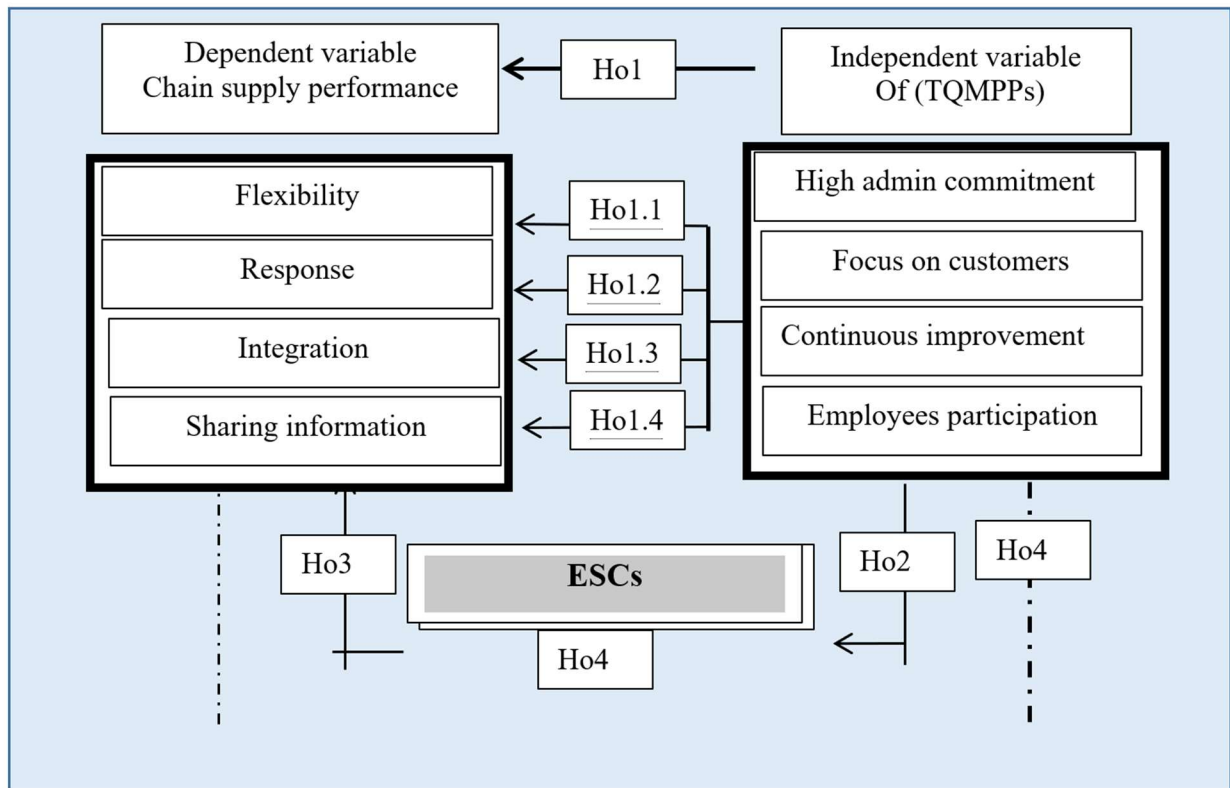 Dependent variable
Chain supply performance
Ho1
Independent variable
Of (TQMPPs)
Flexibility
Response
Integration
Sharing information
Ho1.1
Ho1.2
Ho1.3
Ho1.4
High admin commitment
Focus on customers
Continuous improvement
Employees participation
Ho3
ESCs
Ho4
Ho2
Ho4